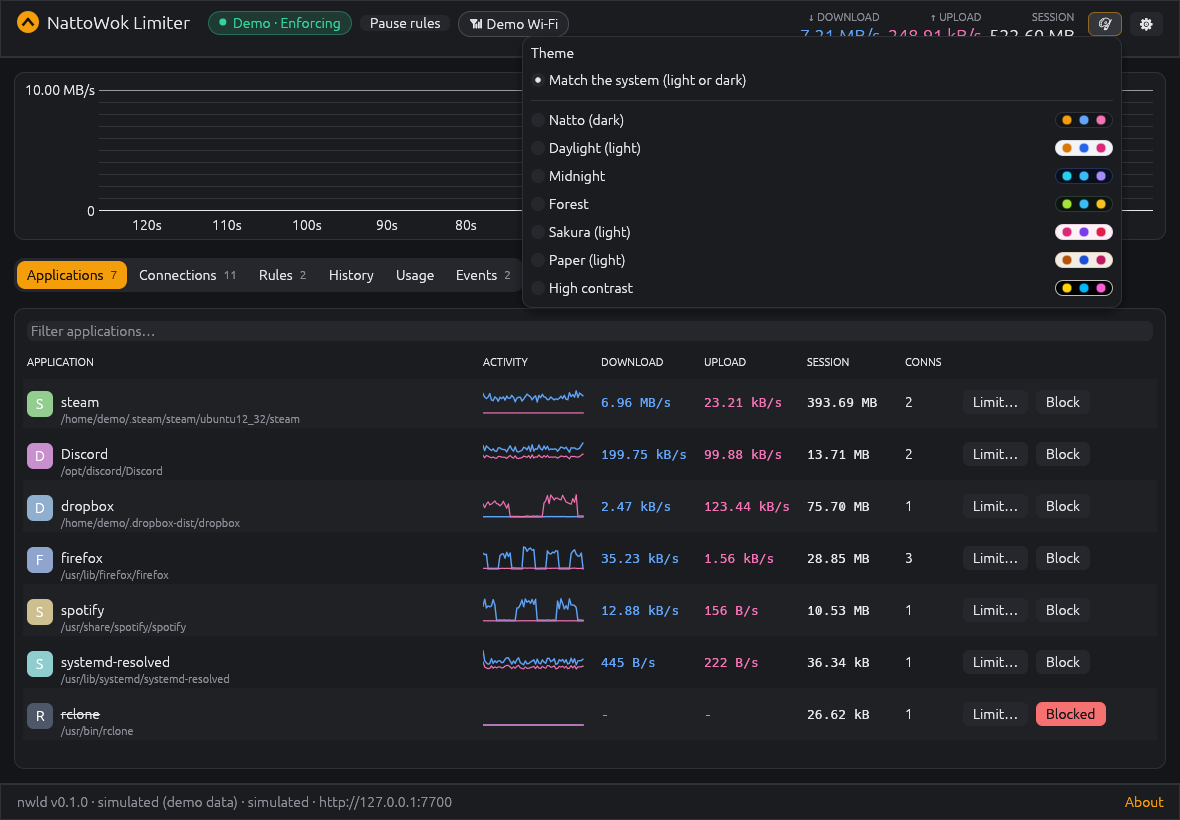 NattoWok Limiter
Demo · Enforcing
Pause rules
Demo Wi-Fi
↓ DOWNLOAD
7.21 MB/s
↑ UPLOAD
248.91 kB/s
SESSION
522.60 MB
Theme
Match the system (light or dark)
Natto (dark)
Daylight (light)
Midnight
Forest
Sakura (light)
Paper (light)
High contrast
10.00 MB/s
0
120s 110s 100s 90s 80s
Applications 7 Connections 11 Rules 2 History Usage Events 2
Filter applications...
APPLICATION ACTIVITY DOWNLOAD UPLOAD SESSION CONNS
S steam 6.96 MB/s 23.21 kB/s 393.69 MB 2 Limit... Block
/home/demo/.steam/steam/ubuntu12_32/steam
D Discord 199.75 kB/s 99.88 kB/s 13.71 MB 2 Limit... Block
/opt/discord/Discord
D dropbox 2.47 kB/s 123.44 kB/s 75.70 MB 1 Limit... Block
/home/demo/.dropbox-dist/dropbox
F firefox 35.23 kB/s 1.56 kB/s 28.85 MB 3 Limit... Block
/usr/lib/firefox/firefox
S spotify 12.88 kB/s 156 B/s 10.53 MB 1 Limit... Block
/usr/share/spotify/spotify
S systemd-resolved 445 B/s 222 B/s 36.34 kB 1 Limit... Block
/usr/lib/systemd/systemd-resolved
R rclone - - 26.62 kB 1 Limit... Blocked
/usr/bin/rclone
nwld v0.1.0 · simulated (demo data) · simulated · http://127.0.0.1:7700
About